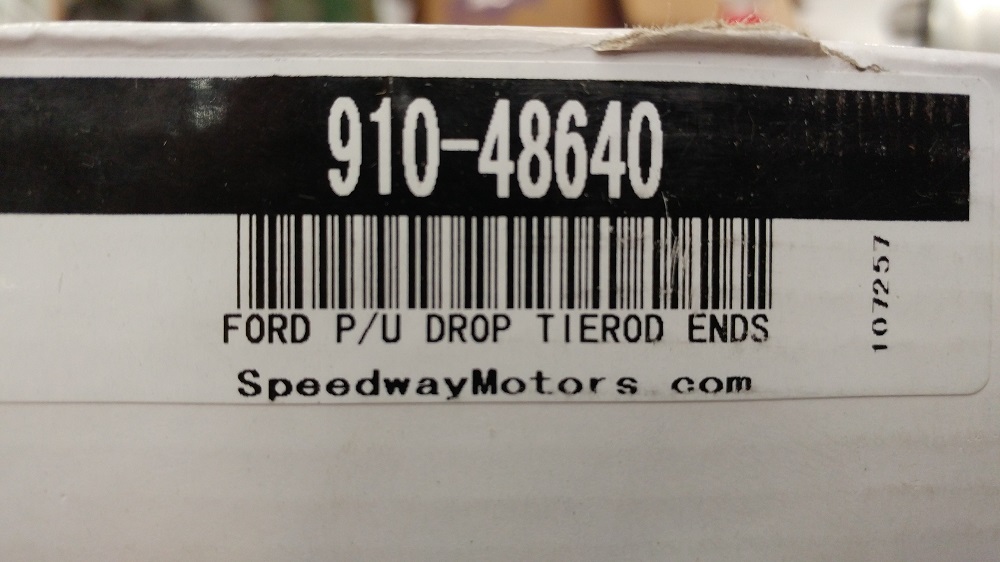 910-48640
FORD P/U DROP TIEROD ENDS
SpeedwayMotors com
107257